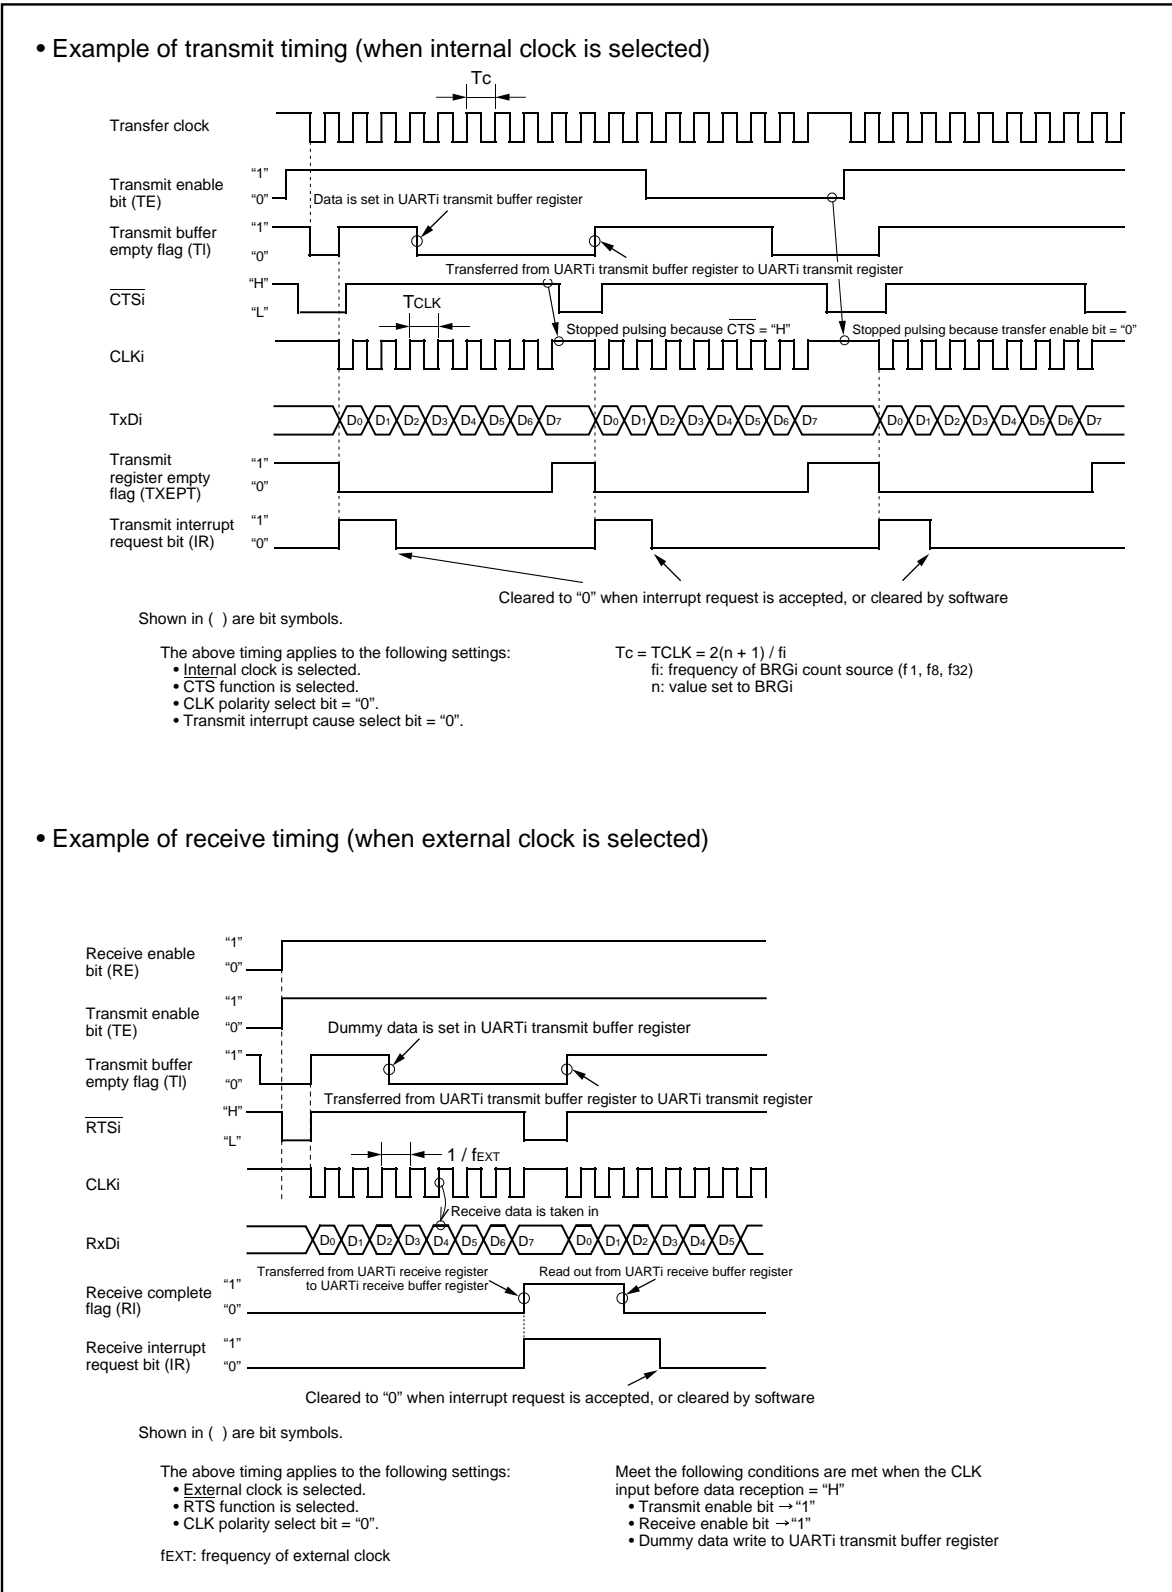 • Example of transmit timing (when internal clock is selected)
Tc
Transfer clock
“1”
Transmit enable
bit (TE)
“0”
Data is set in UARTi transmit buffer register
Transmit buffer
empty flag (Tl)
“1”
“0”
Transferred from UARTi transmit buffer register to UARTi transmit register
“H”
CTSi
“L”
TCLK
Stopped pulsing because CTS = “H”
Stopped pulsing because transfer enable bit = “0”
CLKi
TxDi
D0 D1 D2 D3 D4 D5 D6 D7 D0 D1 D2 D3 D4 D5 D6 D7 D0 D1 D2 D3 D4 D5 D6 D7
Transmit
register empty
flag (TXEPT)
“1”
“0”
Transmit interrupt
request bit (IR)
“1”
“0”
Cleared to “0” when interrupt request is accepted, or cleared by software
Shown in ( ) are bit symbols.
The above timing applies to the following settings:
• Internal clock is selected.
• CTS function is selected.
• CLK polarity select bit = “0”.
• Transmit interrupt cause select bit = “0”.
Tc = TCLK = 2(n + 1) / fi
fi: frequency of BRGi count source (f1, f8, f32)
n: value set to BRGi
• Example of receive timing (when external clock is selected)
“1”
Receive enable
bit (RE)
“0”
“1”
Transmit enable
bit (TE)
“0”
Dummy data is set in UARTi transmit buffer register
“1”
Transmit buffer
empty flag (Tl)
“0”
Transferred from UARTi transmit buffer register to UARTi transmit register
“H”
RTSi
“L”
1 / fEXT
CLKi
Receive data is taken in
RxDi
D0 D1 D2 D3 D4 D5 D6 D7 D0 D1 D2 D3 D4 D5
Transferred from UARTi receive register
to UARTi receive buffer register
Read out from UARTi receive buffer register
“1”
Receive complete
flag (Rl)
“0”
Receive interrupt
request bit (IR)
“1”
“0”
Cleared to “0” when interrupt request is accepted, or cleared by software
Shown in ( ) are bit symbols.
The above timing applies to the following settings:
• External clock is selected.
• RTS function is selected.
• CLK polarity select bit = “0”.
fEXT: frequency of external clock
Meet the following conditions are met when the CLK
input before data reception = “H”
• Transmit enable bit → “1”
• Receive enable bit → “1”
• Dummy data write to UARTi transmit buffer register